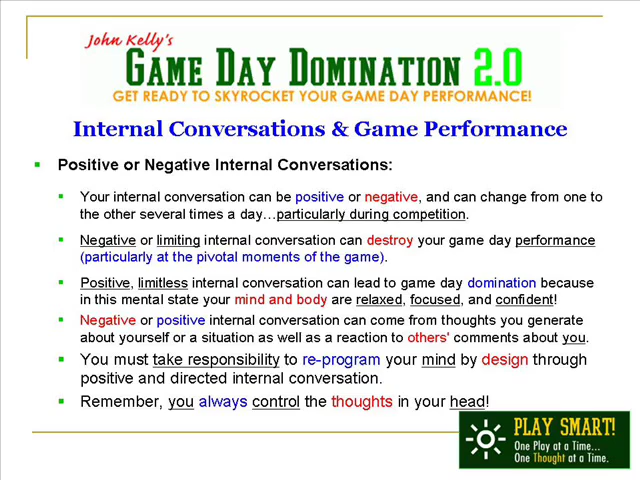 John Kelly's
GAME DAY DOMINATION 2.0
GET READY TO SKYROCKET YOUR GAME DAY PERFORMANCE!
Internal Conversations & Game Performance
Positive or Negative Internal Conversations:
Your internal conversation can be positive or negative, and can change from one to
the other several times a day…particularly during competition.
Negative or limiting internal conversation can destroy your game day performance
(particularly at the pivotal moments of the game).
Positive, limitless internal conversation can lead to game day domination because
in this mental state your mind and body are relaxed, focused, and confident!
Negative or positive internal conversation can come from thoughts you generate
about yourself or a situation as well as a reaction to others' comments about you.
You must take responsibility to re-program your mind by design through
positive and directed internal conversation.
Remember, you always control the thoughts in your head!
PLAY SMART!
One Play at a Time...
One Thought at a Time.